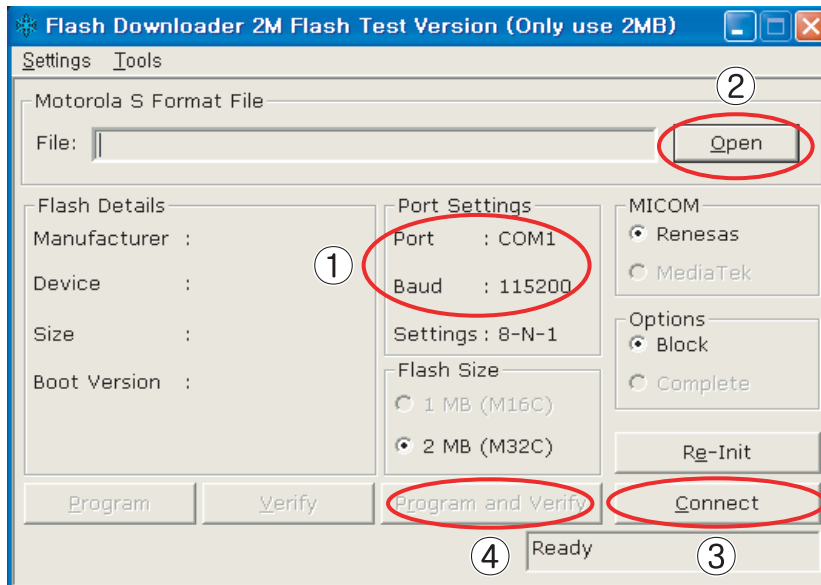 Flash Downloader 2M Flash Test Version (Only use 2MB)
Settings Tools
②
Motorola S Format File
File:
Open
Flash Details
Manufacturer :
Device :
Size :
Boot Version :
①
Port Settings
Port : COM1
Baud : 115200
Settings : 8-N-1
Flash Size
1 MB (M16C)
2 MB (M32C)
MICOM
Renesas
MediaTek
Options
Block
Complete
Re-Init
Program
Verify
Program and Verify
Connect
④
Ready
③